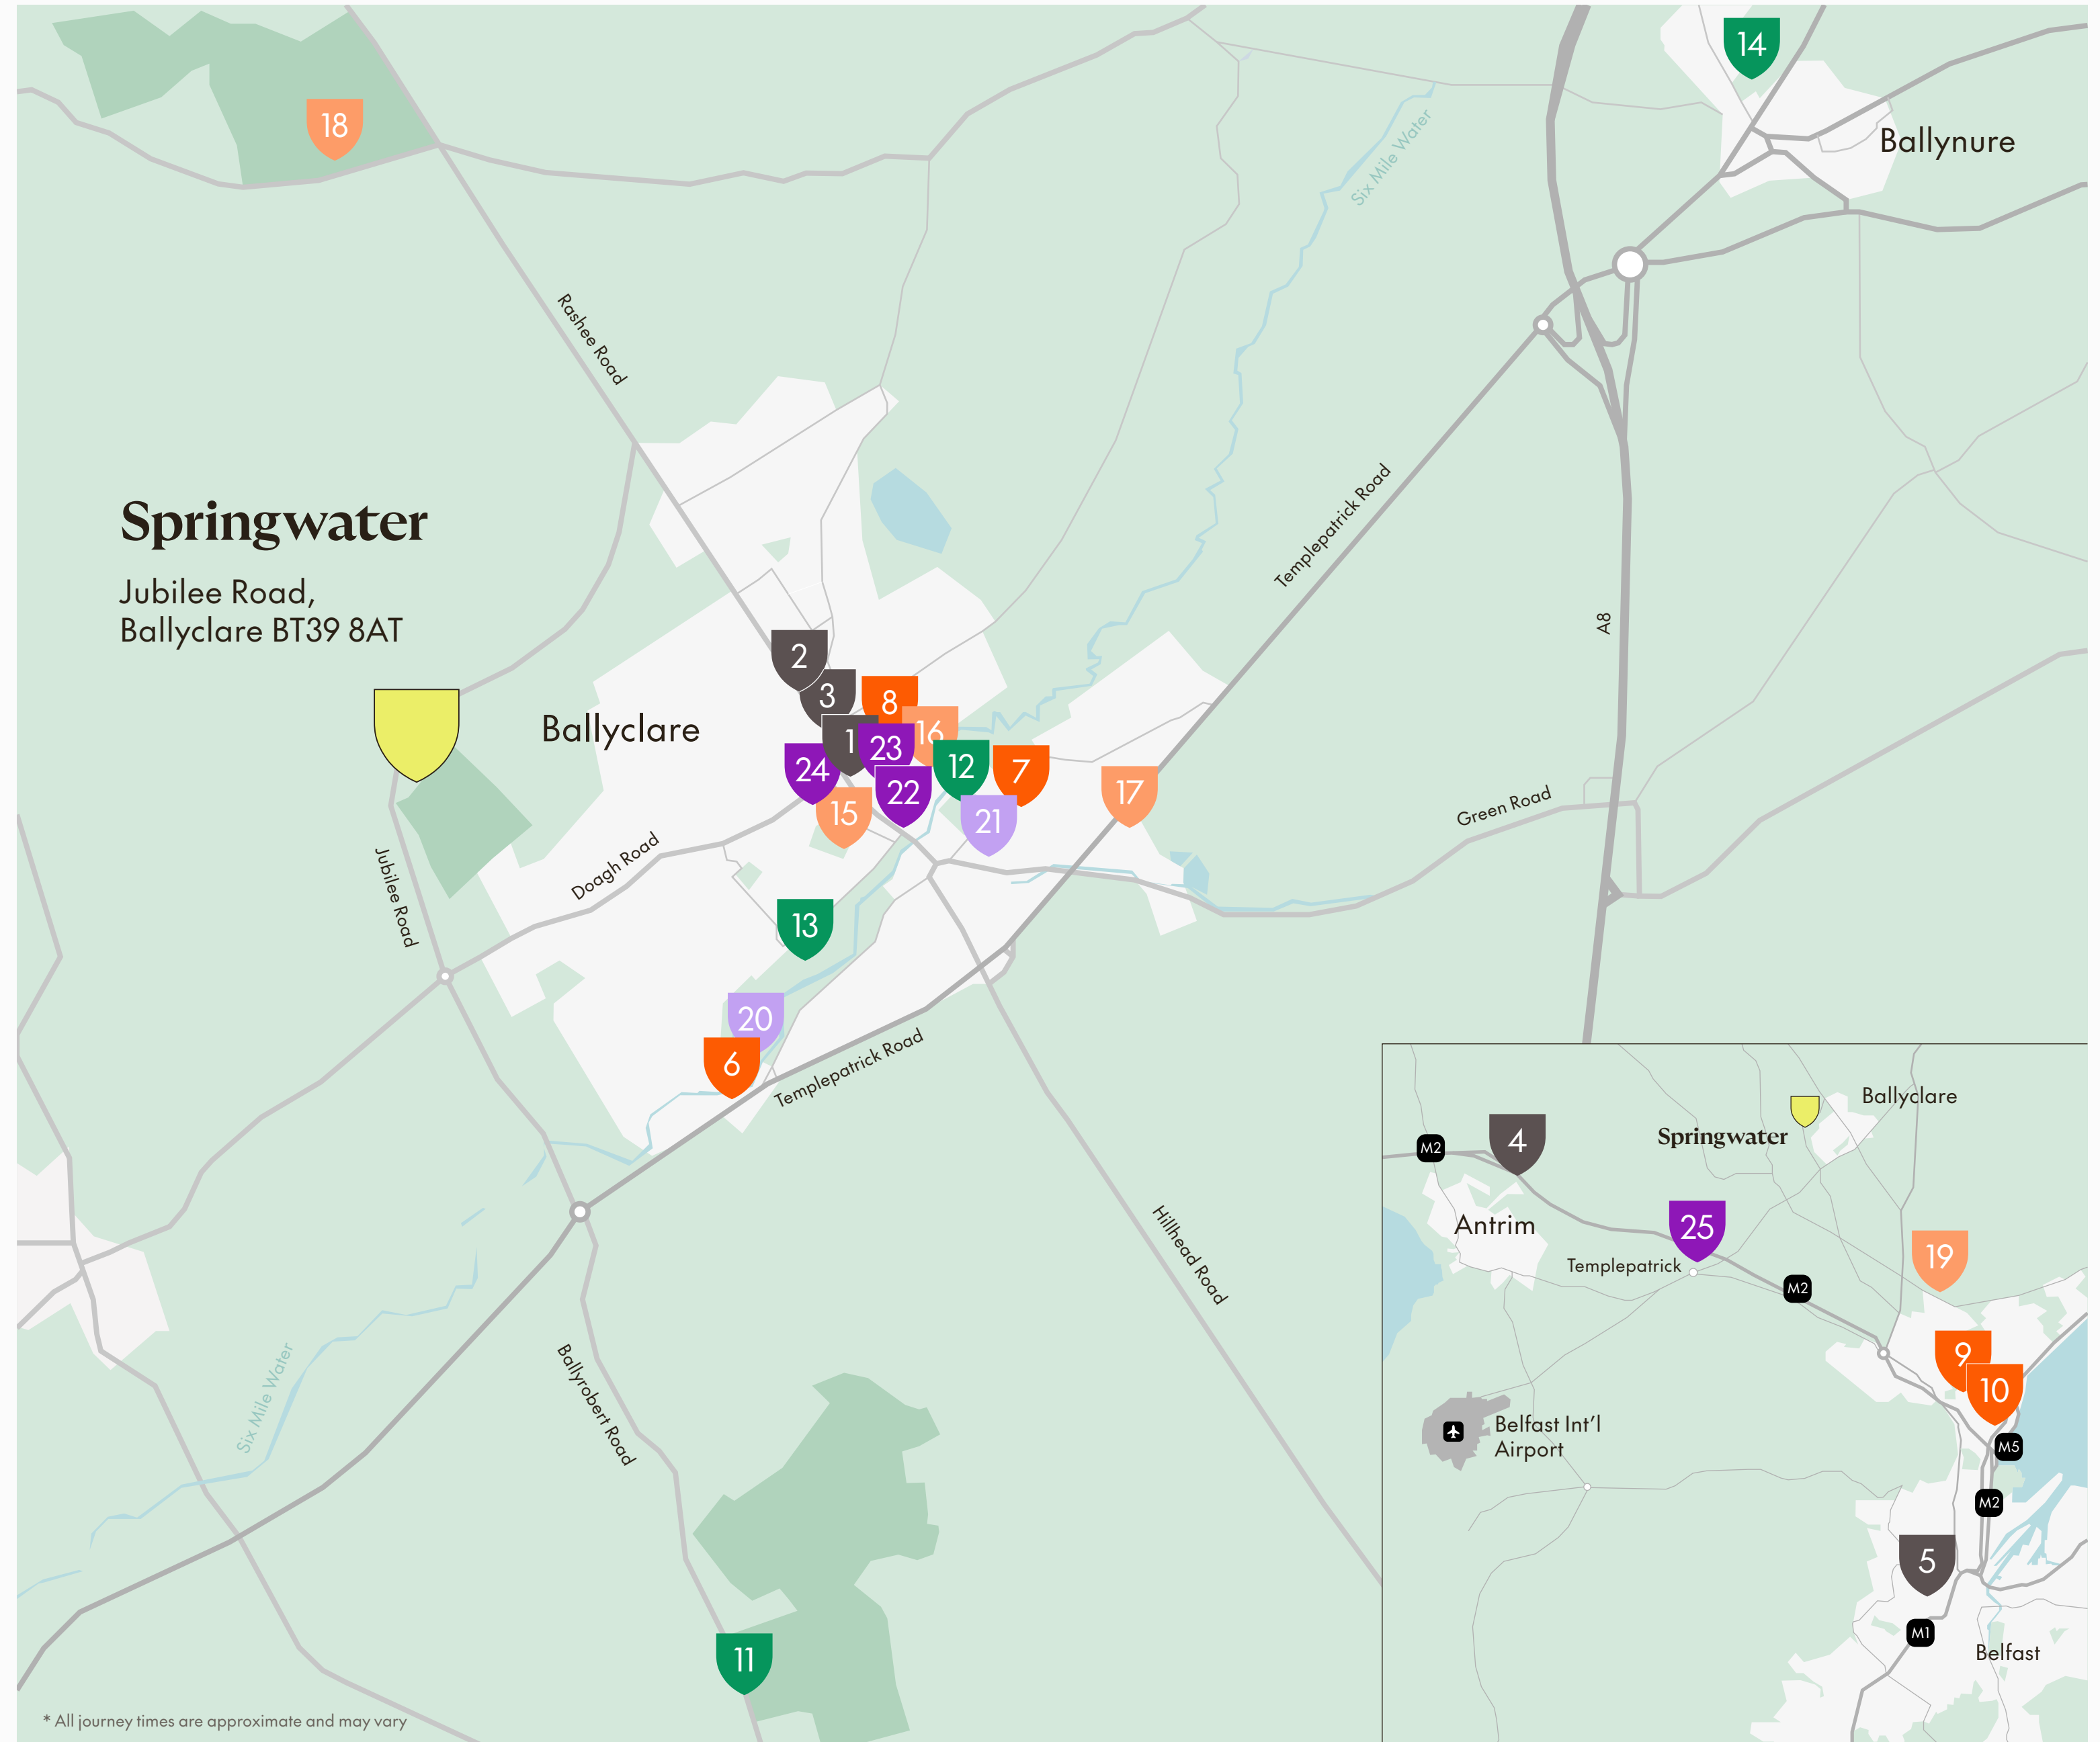 14
Ballynure
18
Six Mile Water
Rashee Road
Templepatrick Road
Springwater
Jubilee Road,
Ballyclare BT39 8AT
A8
2
3
8
Ballyclare
1
23
16
24
12
7
22
17
15
21
Green Road
Doagh Road
Jubilee Road
13
20
6
Templepatrick Road
Hillhead Road
Six Mile Water
Ballyrobert Road
11
* All journey times are approximate and may vary
Ballyclare
Springwater
M2
4
Antrim
25
Templepatrick
19
M2
9
10
Belfast Int'l
Airport
M5
M2
5
M1
Belfast